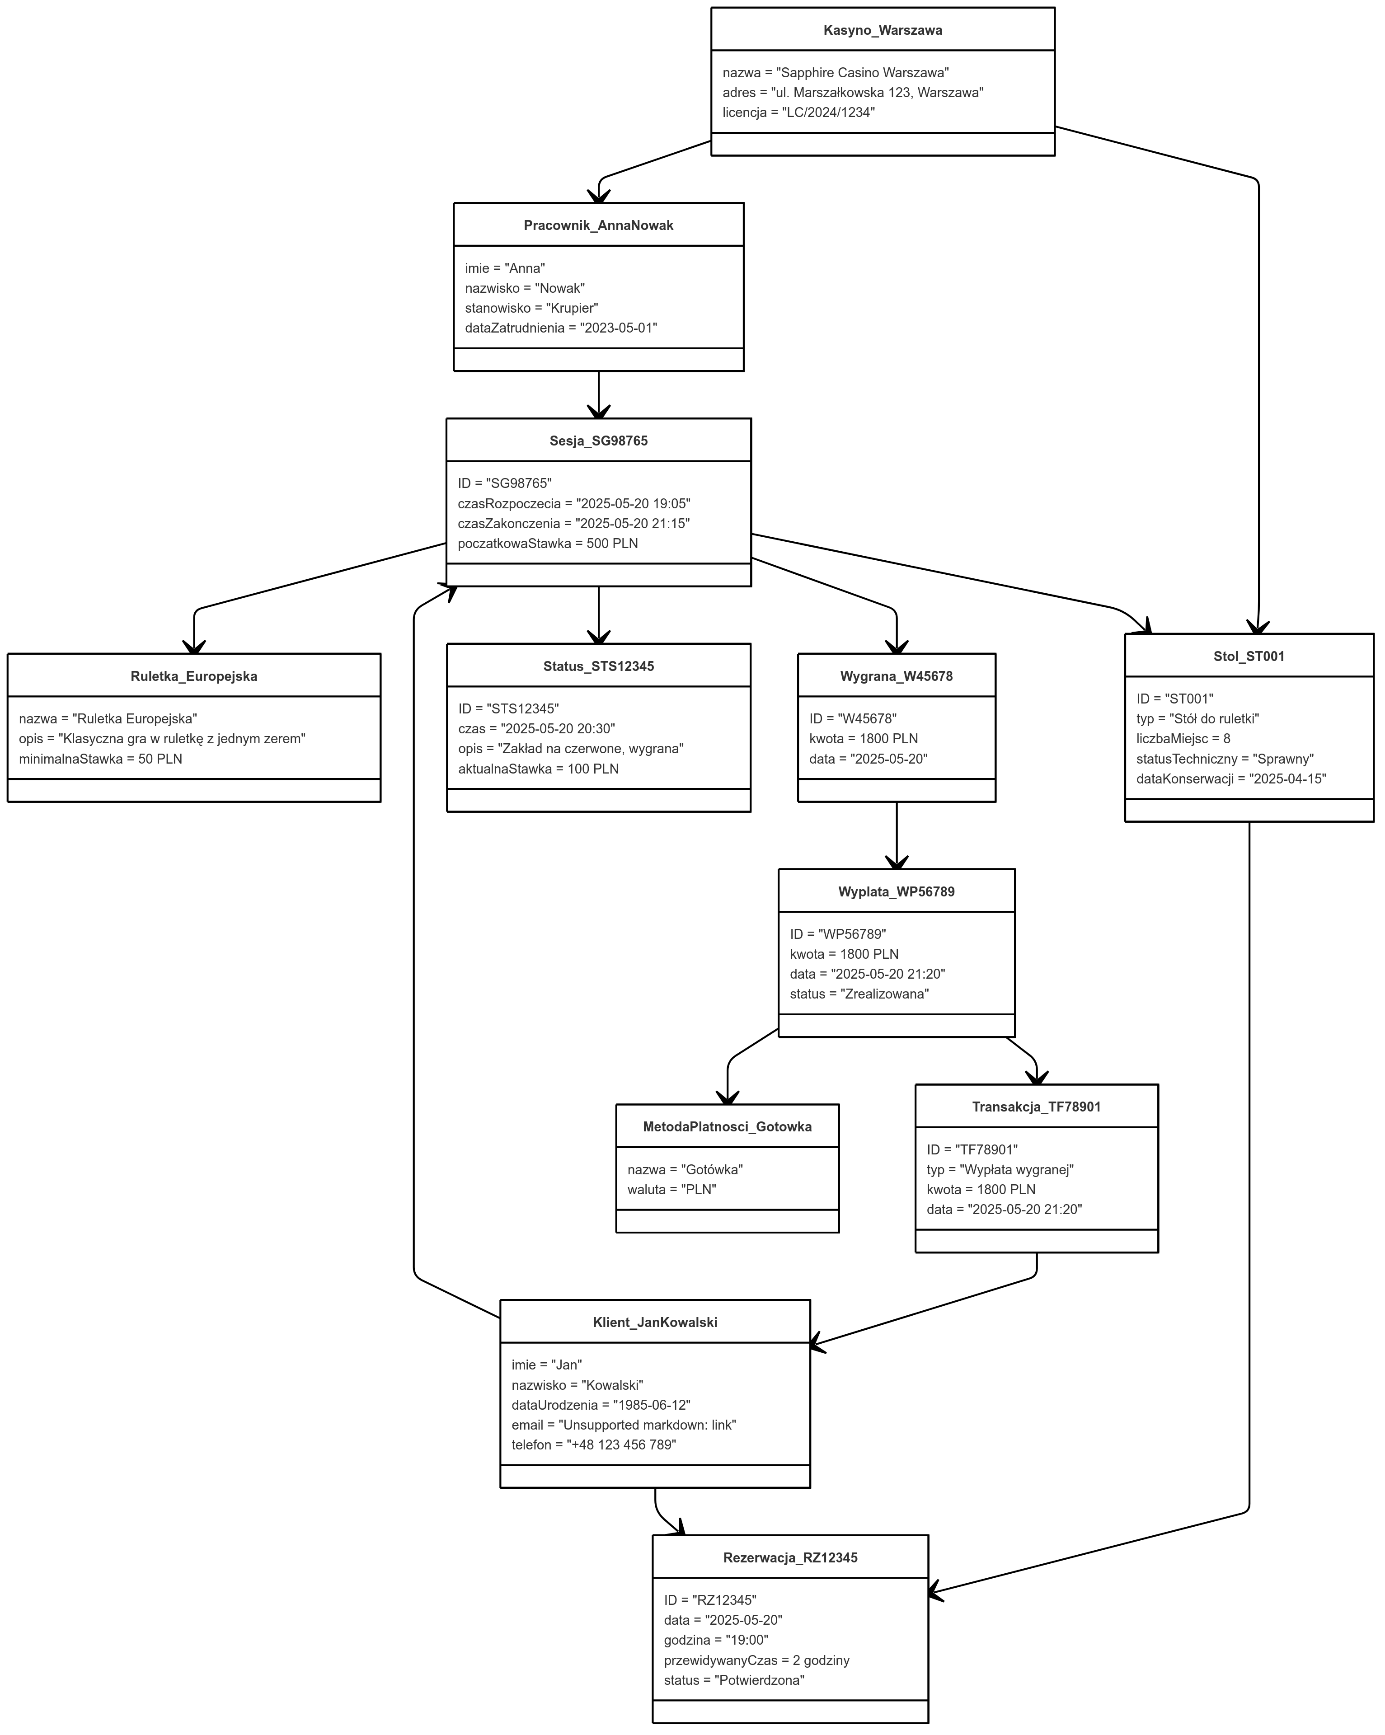 Kasyno_Warszawa
nazwa = "Sapphire Casino Warszawa"
adres = "ul. Marszałkowska 123, Warszawa"
licencja = "LC/2024/1234"
Pracownik_AnnaNowak
imie = "Anna"
nazwisko = "Nowak"
stanowisko = "Krupier"
dataZatrudnienia = "2023-05-01"
Sesja_SG98765
ID = "SG98765"
czasRozpoczecia = "2025-05-20 19:05"
czasZakonczenia = "2025-05-20 21:15"
poczatkowaStawka = 500 PLN
Ruletka_Europejska
nazwa = "Ruletka Europejska"
opis = "Klasyczna gra w ruletkę z jednym zerem"
minimalnaStawka = 50 PLN
Status_STS12345
ID = "STS12345"
czas = "2025-05-20 20:30"
opis = "Zakład na czerwone, wygrana"
aktualnaStawka = 100 PLN
Wygrana_W45678
ID = "W45678"
kwota = 1800 PLN
data = "2025-05-20"
Stol_ST001
ID = "ST001"
typ = "Stół do ruletki"
liczbaMiejsc = 8
statusTechniczny = "Sprawny"
dataKonserwacji = "2025-04-15"
Wyplata_WP56789
ID = "WP56789"
kwota = 1800 PLN
data = "2025-05-20 21:20"
status = "Zrealizowana"
MetodaPlatnosci_Gotowka
nazwa = "Gotówka"
waluta = "PLN"
Transakcja_TF78901
ID = "TF78901"
typ = "Wypłata wygranej"
kwota = 1800 PLN
data = "2025-05-20 21:20"
Klient_JanKowalski
imie = "Jan"
nazwisko = "Kowalski"
dataUrodzenia = "1985-06-12"
email = "Unsupported markdown: link"
telefon = "+48 123 456 789"
Rezerwacja_RZ12345
ID = "RZ12345"
data = "2025-05-20"
godzina = "19:00"
przewidywanyCzas = 2 godziny
status = "Potwierdzona"